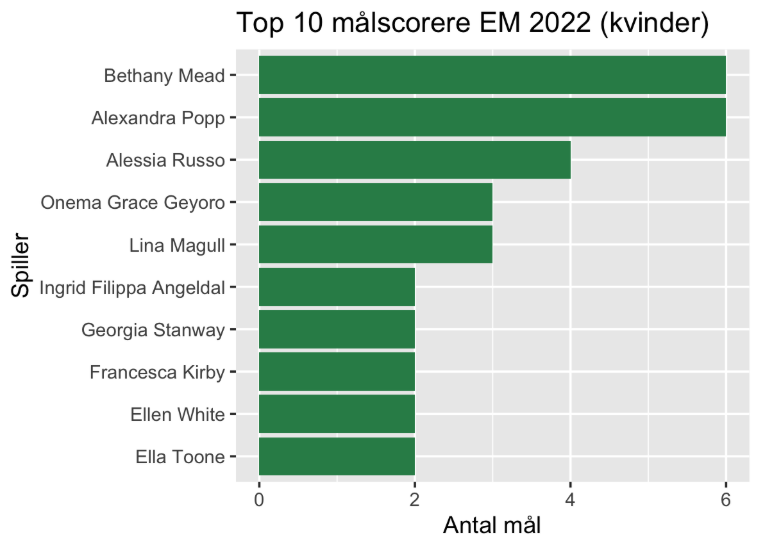 Top 10 målscorere EM 2022 (kvinder)
Spiller
Bethany Mead
Alexandra Popp
Alessia Russo
Onema Grace Geyoro
Lina Magull
Ingrid Filippa Angeldal
Georgia Stanway
Francesca Kirby
Ellen White
Ella Toone
0 2 4 6
Antal mål